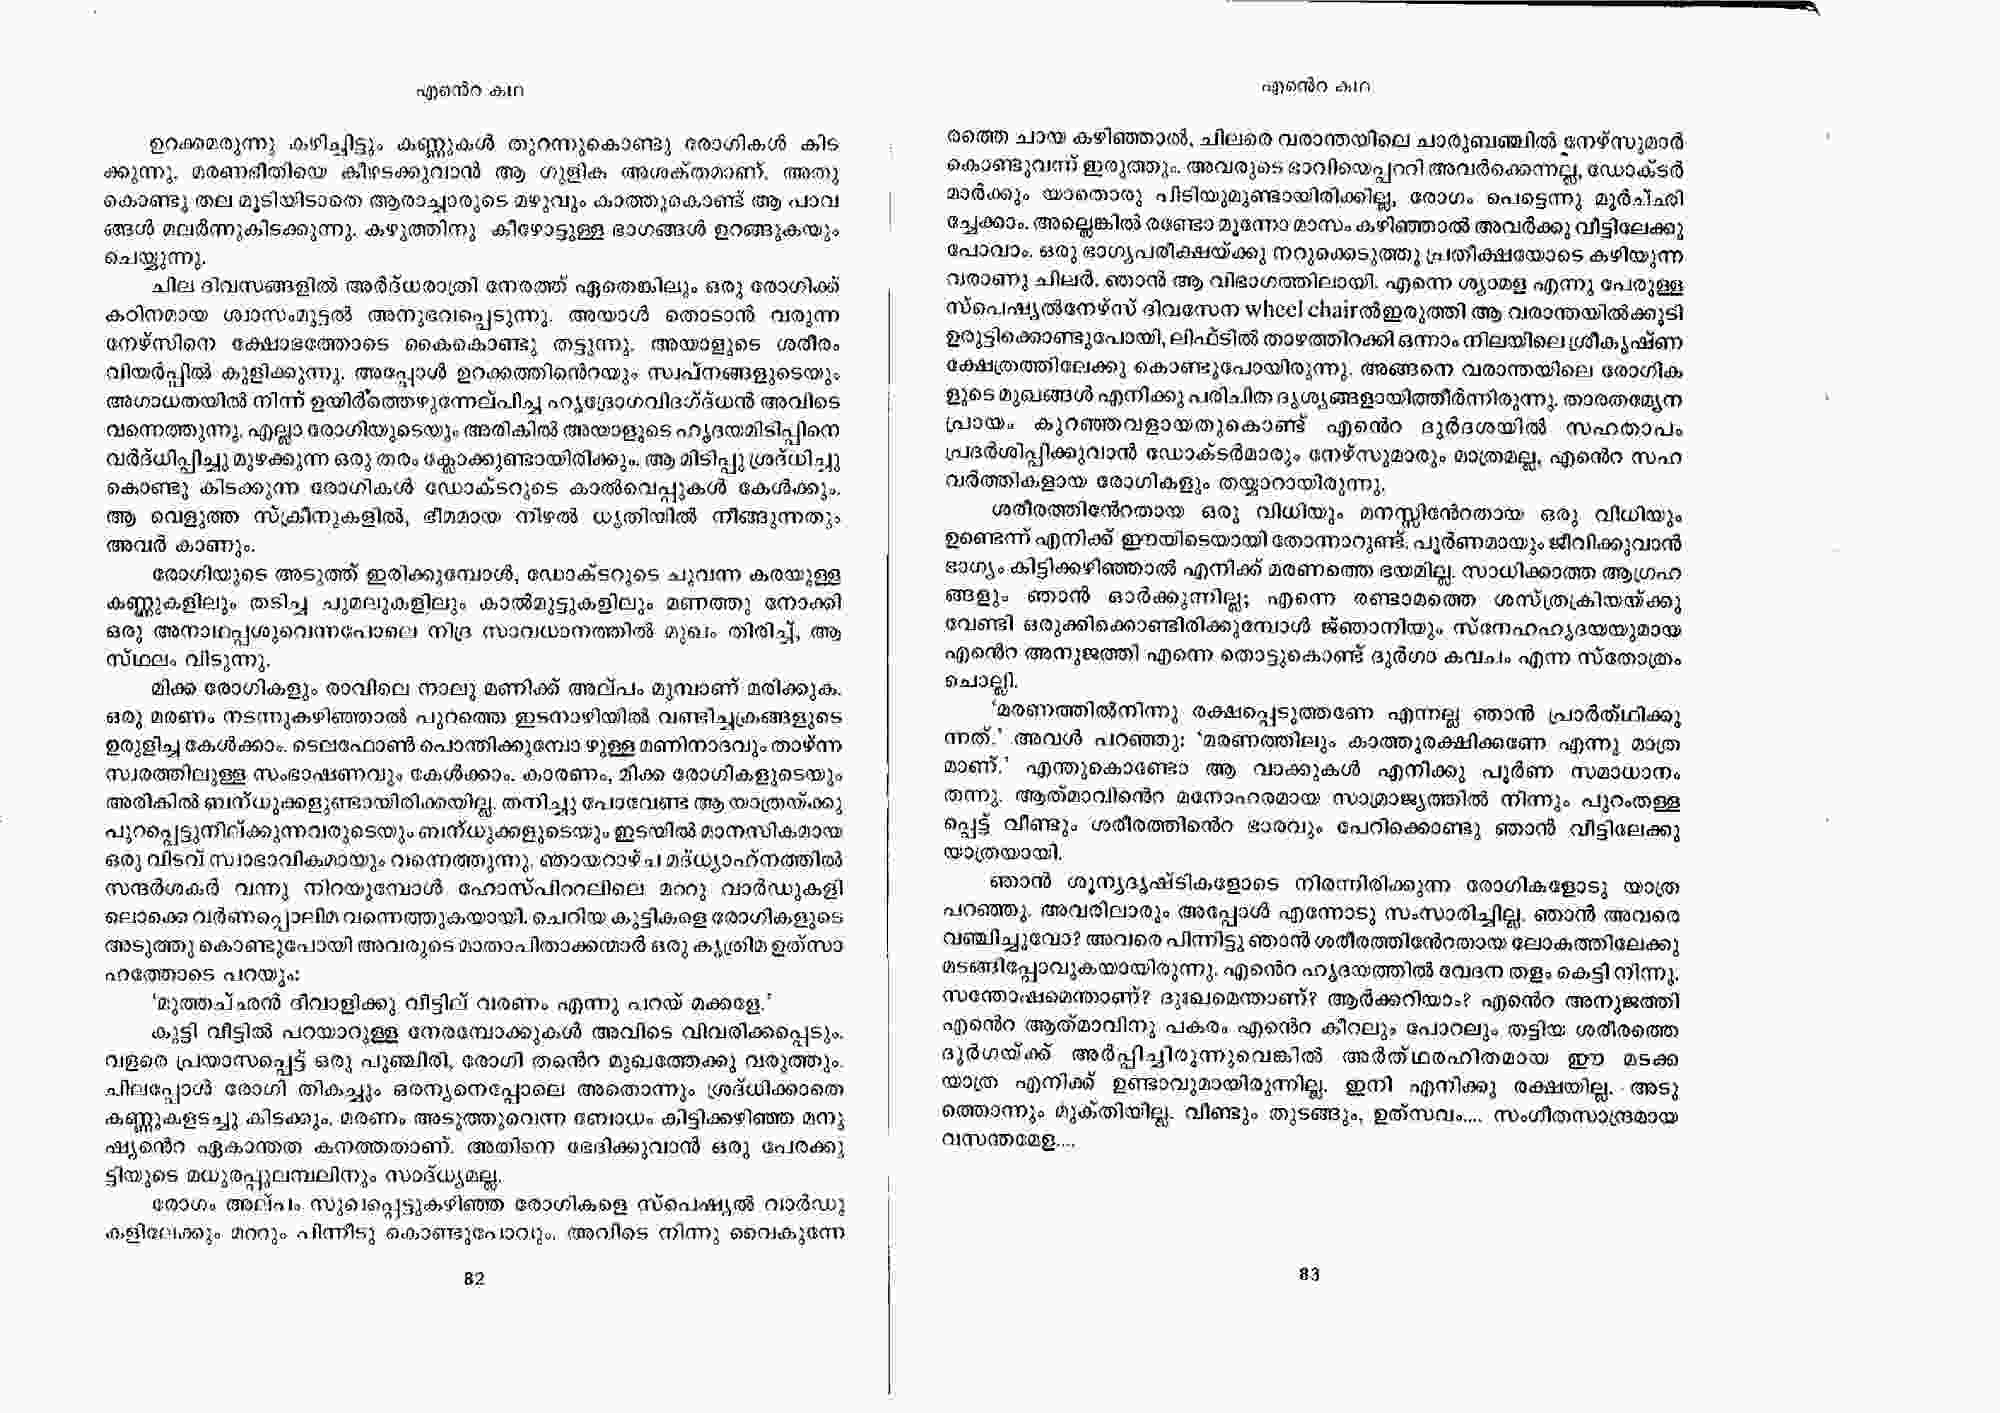 എന്റെ കഥ
ഉറക്കമരുന്നു കഴിച്ചിട്ടും കണ്ണുകൾ തുറന്നുകൊണ്ടു രോഗികൾ കിട
ക്കുന്നു. മരണഭീതിയെ കീഴടക്കുവാൻ ആ ഗുളിക അശക്തമാണ്. അതു
കൊണ്ടു തല മൂടിയിടാതെ ആരാച്ചാരുടെ മഴുവും കാത്തുകൊണ്ട് ആ പാവ
ങ്ങൾ മലർന്നുകിടക്കുന്നു. കഴുത്തിനു കീഴോട്ടുള്ള ഭാഗങ്ങൾ ഉറങ്ങുകയും
ചെയ്യുന്നു.
ചില ദിവസങ്ങളിൽ അർദ്ധരാത്രി നേരത്ത് ഏതെങ്കിലും ഒരു രോഗിക്ക്
കഠിനമായ ശ്വാസംമുട്ടൽ അനുഭവപ്പെടുന്നു. അയാൾ തൊടാൻ വരുന്ന
നേഴ്സിനെ ക്ഷോഭത്തോടെ കൈകൊണ്ടു തട്ടുന്നു. അയാളുടെ ശരീരം
വിയർപ്പിൽ കുളിക്കുന്നു. അപ്പോൾ ഉറക്കത്തിന്റെയും സ്വപ്നങ്ങളുടെയും
അഗാധതയിൽ നിന്ന് ഉയിർത്തെഴുന്നേല്പിച്ച ഹൃദ്രോഗവിദഗ്ദ്ധൻ അവിടെ
വന്നെത്തുന്നു. എല്ലാ രോഗിയുടെയും അരികിൽ അയാളുടെ ഹൃദയമിടിപ്പിനെ
വർദ്ധിപ്പിച്ചു മുഴക്കുന്ന ഒരു തരം ക്ലോക്കുണ്ടായിരിക്കും. ആ മിടിപ്പു ശ്രദ്ധിച്ചു
കൊണ്ടു കിടക്കുന്ന രോഗികൾ ഡോക്ടറുടെ കാൽവെപ്പുകൾ കേൾക്കും.
ആ വെളുത്ത സ്ക്രീനുകളിൽ, ഭീമമായ നിഴൽ ധൃതിയിൽ നീങ്ങുന്നതും
അവർ കാണും.
രോഗിയുടെ അടുത്ത് ഇരിക്കുമ്പോൾ, ഡോക്ടറുടെ ചുവന്ന കരയുള്ള
കണ്ണുകളിലും തടിച്ച ചുമലുകളിലും കാൽമുട്ടുകളിലും മണത്തു നോക്കി
ഒരു അനാഥപ്പശുവെന്നപോലെ നിദ്ര സാവധാനത്തിൽ മുഖം തിരിച്ച്, ആ
സ്ഥലം വിടുന്നു.
മിക്ക രോഗികളും രാവിലെ നാലു മണിക്ക് അല്പം മുമ്പാണ് മരിക്കുക.
ഒരു മരണം നടന്നുകഴിഞ്ഞാൽ പുറത്തെ ഇടനാഴിയിൽ വണ്ടിച്ചക്രങ്ങളുടെ
ഉരുളിച്ച കേൾക്കാം. ടെലഫോൺ പൊന്തിക്കുമ്പോ ഴുള്ള മണിനാദവും താഴ്ന്ന
സ്വരത്തിലുള്ള സംഭാഷണവും കേൾക്കാം. കാരണം, മിക്ക രോഗികളുടെയും
അരികിൽ ബന്ധുക്കളുണ്ടായിരിക്കയില്ല. തനിച്ചു പോവേണ്ട ആ യാത്രയ്ക്കു
പുറപ്പെട്ടുനില്ക്കുന്നവരുടെയും ബന്ധുക്കളുടെയും ഇടയിൽ മാനസികമായ
ഒരു വിടവ് സ്വാഭാവികമായും വന്നെത്തുന്നു. ഞായറാഴ്ച മദ്ധ്യാഹ്നത്തിൽ
സന്ദർശകർ വന്നു നിറയുമ്പോൾ ഹോസ്പിററലിലെ മററു വാർഡുകളി
ലൊക്കെ വർണപ്പൊലിമ വന്നെത്തുകയായി. ചെറിയ കുട്ടികളെ രോഗികളുടെ
അടുത്തു കൊണ്ടുപോയി അവരുടെ മാതാപിതാക്കന്മാർ ഒരു കൃത്രിമ ഉത്സാ
ഹത്തോടെ പറയും:
'മുത്തച്ഛൻ ദീവാളിക്കു വീട്ടില് വരണം എന്നു പറയ് മക്കളേ.'
കുട്ടി വീട്ടിൽ പറയാറുള്ള നേരമ്പോക്കുകൾ അവിടെ വിവരിക്കപ്പെടും.
വളരെ പ്രയാസപ്പെട്ട് ഒരു പുഞ്ചിരി, രോഗി തന്റെ മുഖത്തേക്കു വരുത്തും.
ചിലപ്പോൾ രോഗി തികച്ചും ഒരന്യനെപ്പോലെ അതൊന്നും ശ്രദ്ധിക്കാതെ
കണ്ണുകളടച്ചു കിടക്കും. മരണം അടുത്തുവെന്ന ബോധം കിട്ടിക്കഴിഞ്ഞ മനു
ഷ്യന്റെ ഏകാന്തത കനത്തതാണ്. അതിനെ ഭേദിക്കുവാൻ ഒരു പേരക്കു
ട്ടിയുടെ മധുരപ്പുലമ്പലിനും സാദ്ധ്യമല്ല.
രോഗം അല്പം സുഖപ്പെട്ടുകഴിഞ്ഞ രോഗികളെ സ്പെഷ്യൽ വാർഡു
കളിലേക്കും മററും പിന്നീടു കൊണ്ടുപോവും. അവിടെ നിന്നു വൈകുന്നേ
82
എന്റെ കഥ
രത്തെ ചായ കഴിഞ്ഞാൽ, ചിലരെ വരാന്തയിലെ ചാരുബഞ്ചിൽ നേഴ്സുമാർ
കൊണ്ടുവന്ന് ഇരുത്തും. അവരുടെ ഭാവിയെപ്പററി അവർക്കെന്നല്ല, ഡോക്ടർ
മാർക്കും യാതൊരു പിടിയുമുണ്ടായിരിക്കില്ല, രോഗം പെട്ടെന്നു മൂർച്ഛരി
ച്ചേക്കാം. അല്ലെങ്കിൽ രണ്ടോ മൂന്നോ മാസം കഴിഞ്ഞാൽ അവർക്കു വീട്ടിലേക്കു
പോവാം. ഒരു ഭാഗ്യപരീക്ഷയ്ക്കു നറുക്കെടുത്തു പ്രതീക്ഷയോടെ കഴിയുന്ന
വരാണു ചിലർ. ഞാൻ ആ വിഭാഗത്തിലായി. എന്നെ ശ്യാമള എന്നു പേരുള്ള
സ്പെഷ്യൽനേഴ്സ് ദിവസേന wheel chairൽഇരുത്തി ആ വരാന്തയിൽക്കൂടി
ഉരുട്ടിക്കൊണ്ടുപോയി, ലിഫ്ടിൽ താഴത്തിറക്കി ഒന്നാം നിലയിലെ ശ്രീകൃഷ്ണ
ക്ഷേത്രത്തിലേക്കു കൊണ്ടുപോയിരുന്നു. അങ്ങനെ വരാന്തയിലെ രോഗിക
ളുടെ മുഖങ്ങൾ എനിക്കു പരിചിത ദൃശ്യങ്ങളായിത്തീർന്നിരുന്നു. താരതമ്യേന
പ്രായം കുറഞ്ഞവളായതുകൊണ്ട് എന്റെ ദുർദശയിൽ സഹതാപം
പ്രദർശിപ്പിക്കുവാൻ ഡോക്ടർമാരും നേഴ്സുമാരും മാത്രമല്ല, എന്റെ സഹ
വർത്തികളായ രോഗികളും തയ്യാറായിരുന്നു.
ശരീരത്തിന്റേതായ ഒരു വിധിയും മനസ്സിന്റേതായ ഒരു വിധിയും
ഉണ്ടെന്ന് എനിക്ക് ഈയിടെയായി തോന്നാറുണ്ട്. പൂർണമായും ജീവിക്കുവാൻ
ഭാഗ്യം കിട്ടിക്കഴിഞ്ഞാൽ എനിക്ക് മരണത്തെ ഭയമില്ല. സാധിക്കാത്ത ആഗ്രഹ
ങ്ങളും ഞാൻ ഓർക്കുന്നില്ല; എന്നെ രണ്ടാമത്തെ ശസ്ത്രക്രിയയ്ക്കു
വേണ്ടി ഒരുക്കിക്കൊണ്ടിരിക്കുമ്പോൾ ജ്ഞാനിയും സ്നേഹഹൃദയയുമായ
എന്റെ അനുജത്തി എന്നെ തൊട്ടുകൊണ്ട് ദുർഗാ കവചം എന്ന സ്തോത്രം
ചൊല്ലി.
'മരണത്തിൽനിന്നു രക്ഷപ്പെടുത്തണേ എന്നല്ല ഞാൻ പ്രാർത്ഥിക്കു
ന്നത്.' അവൾ പറഞ്ഞു: 'മരണത്തിലും കാത്തുരക്ഷിക്കണേ എന്നു മാത്ര
മാണ്.' എന്തുകൊണ്ടോ ആ വാക്കുകൾ എനിക്കു പൂർണ സമാധാനം
തന്നു. ആത്മാവിന്റെ മനോഹരമായ സാമ്രാജ്യത്തിൽ നിന്നും പുറംതള്ള
പ്പെട്ട് വീണ്ടും ശരീരത്തിന്റെ ഭാരവും പേറിക്കൊണ്ടു ഞാൻ വീട്ടിലേക്കു
യാത്രയായി.
ഞാൻ ശൂന്യദൃഷ്ടികളോടെ നിരന്നിരിക്കുന്ന രോഗികളോടു യാത്ര
പറഞ്ഞു. അവരിലാരും അപ്പോൾ എന്നോടു സംസാരിച്ചില്ല. ഞാൻ അവരെ
വഞ്ചിച്ചുവോ? അവരെ പിന്നിട്ടു ഞാൻ ശരീരത്തിന്റേതായ ലോകത്തിലേക്കു
മടങ്ങിപ്പോവുകയായിരുന്നു. എന്റെ ഹൃദയത്തിൽ വേദന തളം കെട്ടി നിന്നു.
സന്തോഷമെന്താണ്? ദുഃഖമെന്താണ്? ആർക്കറിയാം? എന്റെ അനുജത്തി
എന്റെ ആത്മാവിനു പകരം എന്റെ കീറലും പോറലും തട്ടിയ ശരീരത്തെ
ദുർഗയ്ക്ക് അർപ്പിച്ചിരുന്നുവെങ്കിൽ അർത്ഥരഹിതമായ ഈ മടക്ക
യാത്ര എനിക്ക് ഉണ്ടാവുമായിരുന്നില്ല. ഇനി എനിക്കു രക്ഷയില്ല. അടു
ത്തൊന്നും മുക്തിയില്ല. വീണ്ടും തുടങ്ങും, ഉത്സവം.... സംഗീതസാന്ദ്രമായ
വസന്തമേള....
83